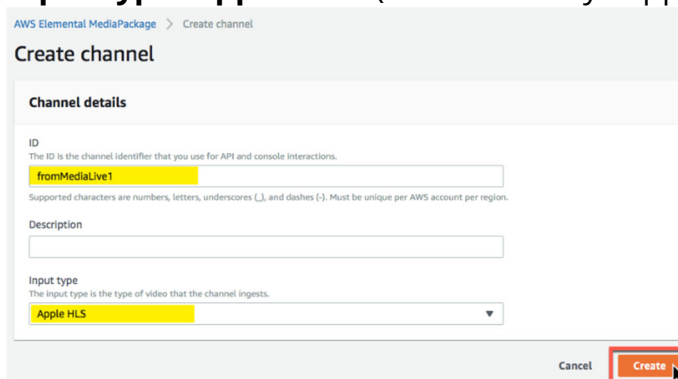 AWS Elemental MediaPackage > Create channel
Create channel
Channel details
ID
The ID is the channel identifier that you use for API and console interactions.
fromMediaLive1
Supported characters are numbers, letters, underscores (_), and dashes (-). Must be unique per AWS account per region.
Description
Input type
The input type is the type of video that the channel ingests.
Apple HLS
Cancel Create